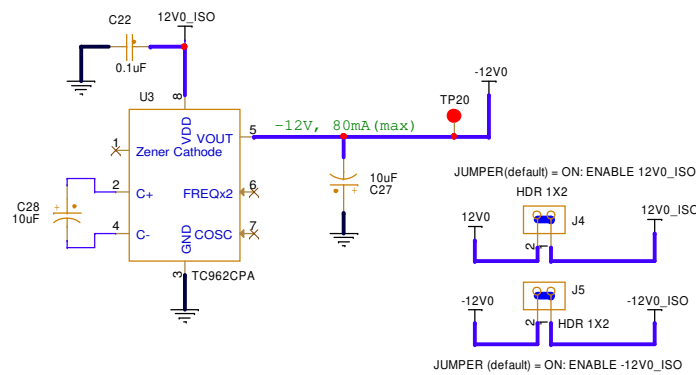 C22
12V0_ISO
0.1uF
-12V0
U3
8
TP20
VDD
VOUT
5
-12V, 80mA(max)
1
Zener Cathode
10uF
C27
JUMPER(default) = ON: ENABLE 12V0_ISO
HDR 1X2
C28
10uF
2
C+
FREQx2
6
12V0
J4
12V0_ISO
4
C-
COSC
7
2
1
GND
3
TC962CPA
J5
-12V0
-12V0_ISO
2
1
HDR 1X2
JUMPER (default) = ON: ENABLE -12V0_ISO